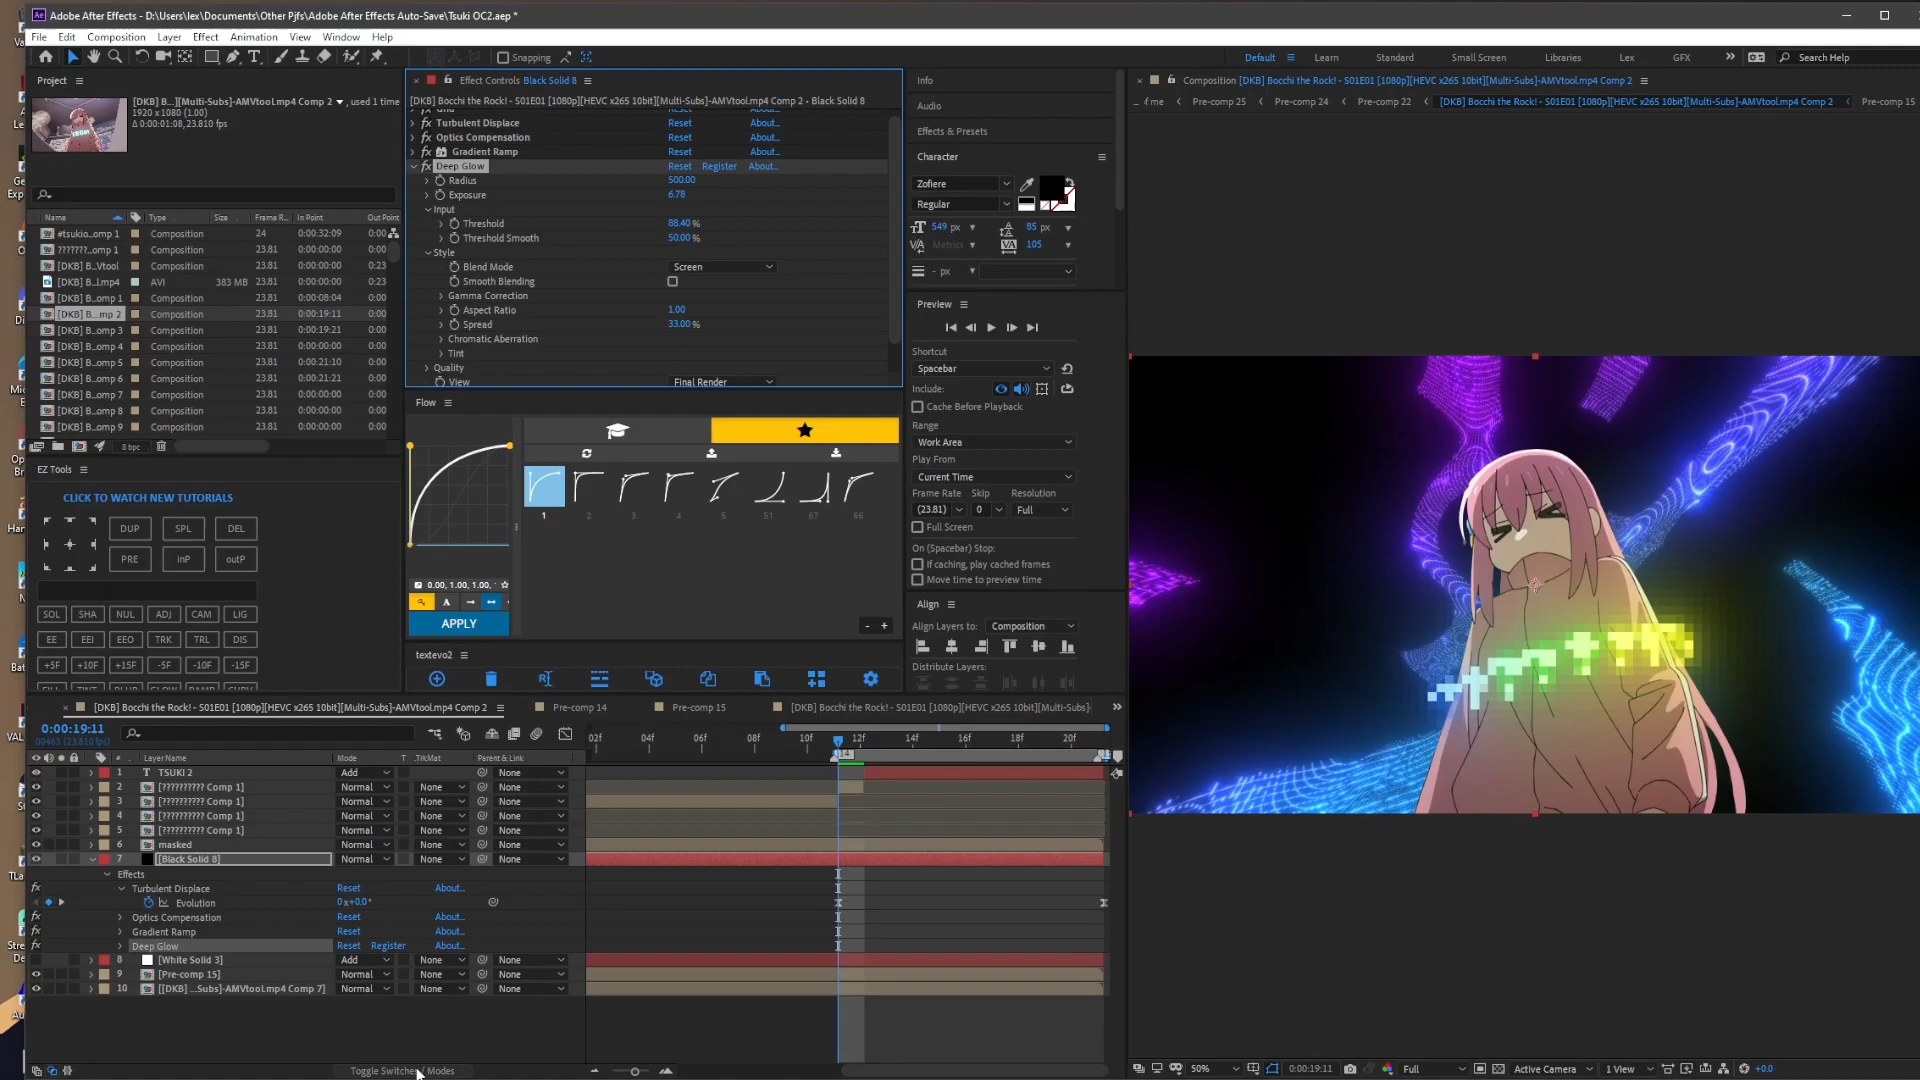 Adobe After Effects - D:\Users\lex\Documents\Other Pjfs\Adobe After Effects Auto-Save\Tsuki OC2.aep *
File Edit Composition Layer Effect Animation View Window Help
Snapping
Default Learn Standard Small Screen Libraries Lex GFX Search Help
Project
[DKB] B...][Multi-Subs]-AMVtool.mp4 Comp 2 , used 1 time
1920 x 1080 (1.00)
Δ 0:00:01:08, 23.810 fps
Name Type Size Frame R... In Point Out Point
#tsukio...omp 1 Composition 24 0:00:32:09 0:00
???????...omp 1 Composition 23.81 0:00:00:00 0:00
[DKB] B...Vtool Composition 23.81 0:00:00:00 0:23
[DKB] B...l.mp4 AVI 383 MB 23.81 0:00:00:00 0:23
[DKB] B...omp 1 Composition 23.81 0:00:08:04 0:00
[DKB] B...mp 2 Composition 23.81 0:00:19:11 0:00
[DKB] B...omp 3 Composition 23.81 0:00:19:21 0:00
[DKB] B...omp 4 Composition 23.81 0:00:00:00 0:00
[DKB] B...omp 5 Composition 23.81 0:00:21:10 0:00
[DKB] B...omp 6 Composition 23.81 0:00:21:21 0:00
[DKB] B...omp 7 Composition 23.81 0:00:00:00 0:00
[DKB] B...omp 8 Composition 23.81 0:00:00:00 0:00
[DKB] B...omp 9 Composition 23.81 0:00:00:00 0:00
8 bpc
EZ Tools
CLICK TO WATCH NEW TUTORIALS
DUP SPL DEL
PRE inP outP
SOL SHA NUL ADJ CAM LIG
EE EEI EEO TRK TRL DIS
+5F +10F +15F -5F -10F -15F
Effect Controls Black Solid 8
[DKB] Bocchi the Rock! - S01E01 [1080p][HEVC x265 10bit][Multi-Subs]-AMVtool.mp4 Comp 2 • Black Solid 8
Turbulent Displace Reset About...
Optics Compensation Reset About...
Gradient Ramp Reset About...
Deep Glow Reset Register About...
Radius 500.00
Exposure 6.78
Input
Threshold 88.40 %
Threshold Smooth 50.00 %
Style
Blend Mode Screen
Smooth Blending
Gamma Correction
Aspect Ratio 1.00
Spread 33.00 %
Chromatic Aberration
Tint
Quality
View Final Render
Flow
1 2 3 4 5 51 67 66
0.00, 1.00, 1.00,
APPLY
- +
textevo2
Info
Audio
Effects & Presets
Character
Zofiere
Regular
549 px 85 px
Metrics 105
- px
Preview
Shortcut
Spacebar
Include:
Cache Before Playback
Range
Work Area
Play From
Current Time
Frame Rate Skip Resolution
(23.81) 0 Full
Full Screen
On (Spacebar) Stop:
If caching, play cached frames
Move time to preview time
Align
Align Layers to: Composition
Distribute Layers:
Composition [DKB] Bocchi the Rock! - S01E01 [1080p][HEVC x265 10bit][Multi-Subs]-AMVtool.mp4 Comp 2
Pre-comp 25 Pre-comp 24 Pre-comp 22 [DKB] Bocchi the Rock! - S01E01 [1080p][HEVC x265 10bit][Multi-Subs]-AMVtool.mp4 Comp 2 Pre-comp 15
50% 0:00:19:11 Full Active Camera 1 View +0.0
[DKB] Bocchi the Rock! - S01E01 [1080p][HEVC x265 10bit][Multi-Subs]-AMVtool.mp4 Comp 2 Pre-comp 14 Pre-comp 15 [DKB] Bocchi the Rock! - S01E01 [1080p][HEVC x265 10bit][Multi-Subs]-
0:00:19:11
00463 (23.810 fps)
02f 04f 06f 08f 10f 12f 14f 16f 18f 20f
# Layer Name Mode T .TrkMat Parent & Link
1 TSUKI 2 Add None
2 [?????????? Comp 1] Normal None None
3 [?????????? Comp 1] Normal None None
4 [?????????? Comp 1] Normal None None
5 [?????????? Comp 1] Normal None None
6 masked Normal None None
7 [Black Solid 8] Normal None None
Effects
Turbulent Displace Reset About...
Evolution 0 x+0.0°
Optics Compensation Reset About...
Gradient Ramp Reset About...
Deep Glow Reset Register About...
8 [White Solid 3] Add None None
9 [Pre-comp 15] Normal None None
10 [[DKB] ...Subs]-AMVtool.mp4 Comp 7] Normal None None
Toggle Switches / Modes